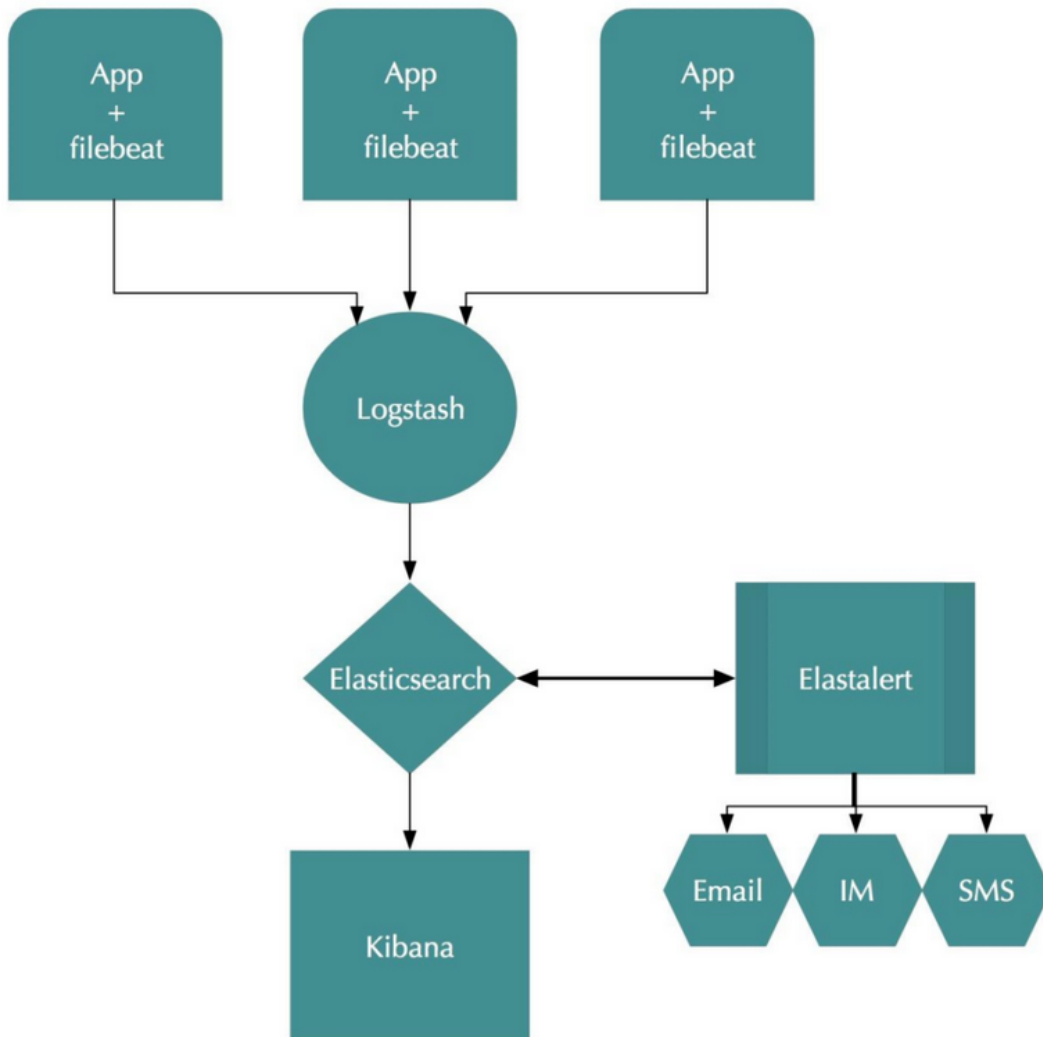 App
+
filebeat
App
+
filebeat
App
+
filebeat
Logstash
Elasticsearch
Elastalert
Email
IM
SMS
Kibana